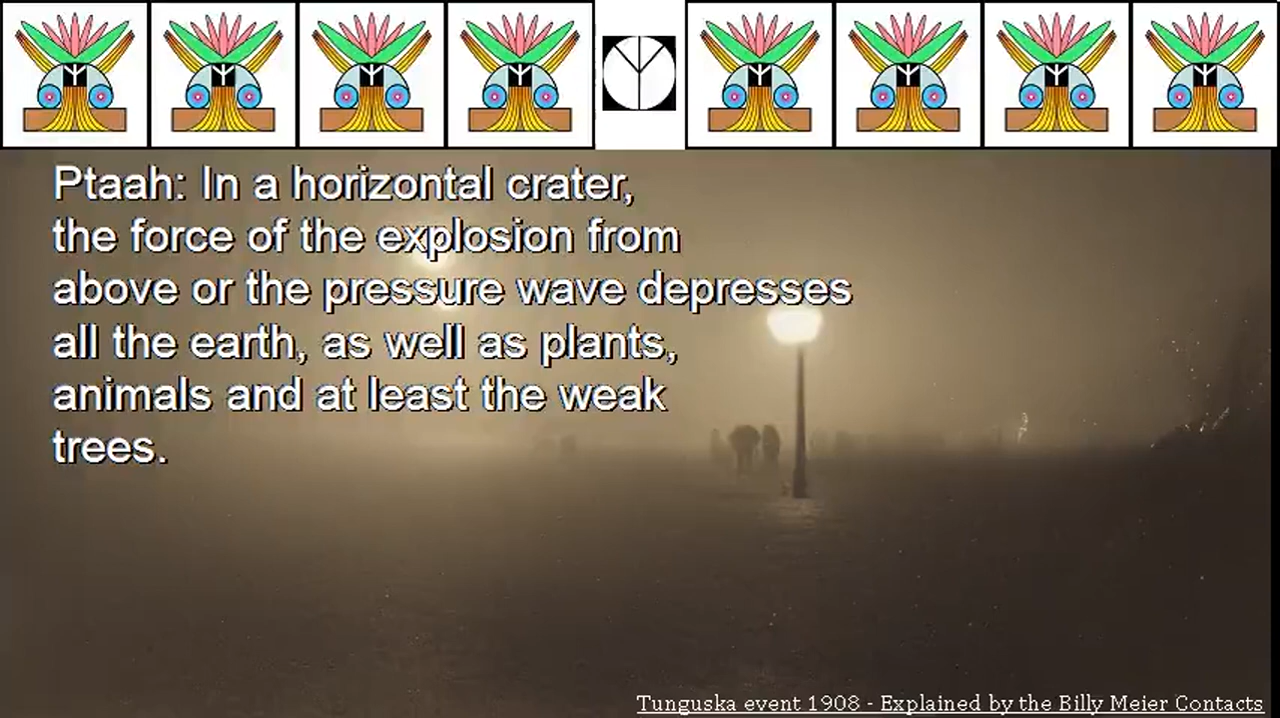 Ptaah: In a horizontal crater,
the force of the explosion from
above or the pressure wave depresses
all the earth, as well as plants,
animals and at least the weak
trees.
Tunguska event 1908 - Explained by the Billy Meier Contacts